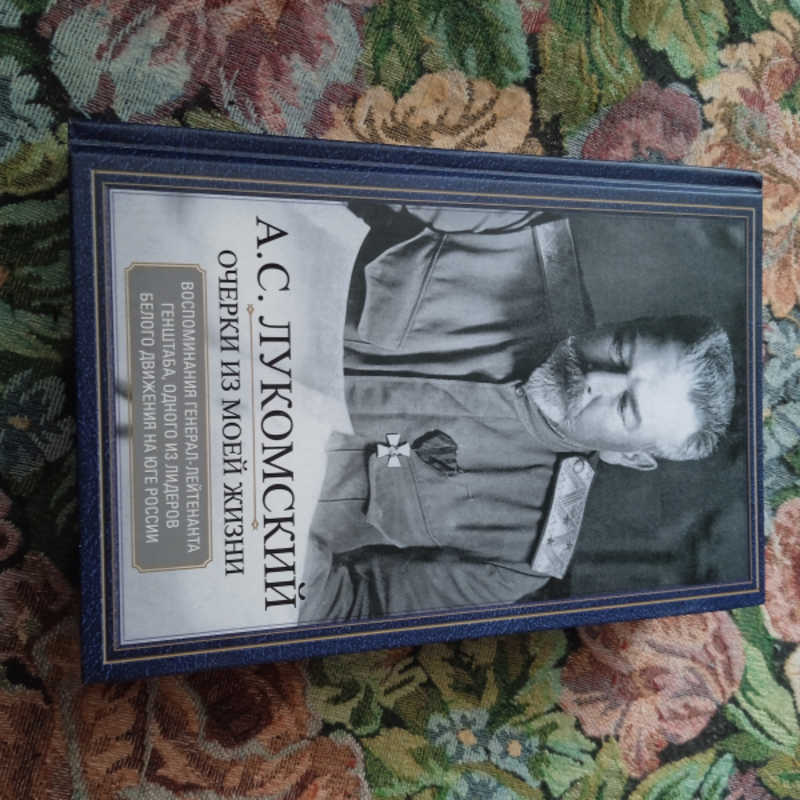 А.С. ЛУКОМСКИЙ
ОЧЕРКИ ИЗ МОЕЙ ЖИЗНИ
ВОСПОМИНАНИЯ ГЕНЕРАЛ-ЛЕЙТЕНАНТА
ГЕНШТАБА, ОДНОГО ИЗ ЛИДЕРОВ
БЕЛОГО ДВИЖЕНИЯ НА ЮГЕ РОССИИ